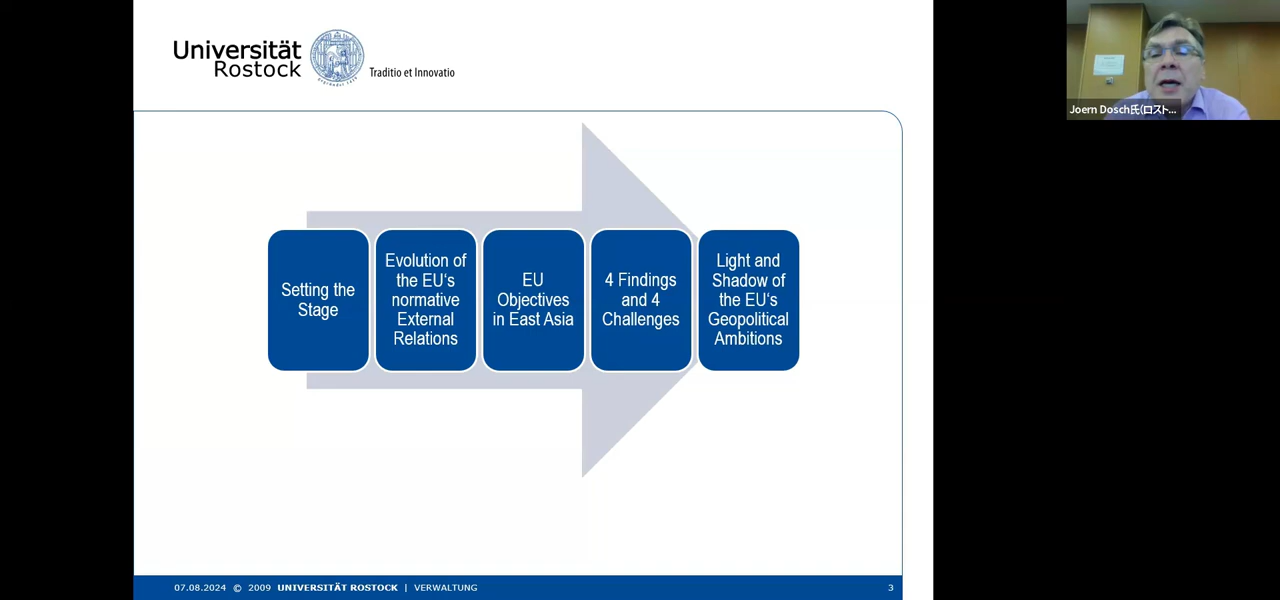 Universität
Rostock
Traditio et Innovatio
Joern Dosch氏(ロスト...
Setting the
Stage
Evolution of
the EU‘s
normative
External
Relations
EU
Objectives
in East Asia
4 Findings
and 4
Challenges
Light and
Shadow of
the EU‘s
Geopolitical
Ambitions
07.08.2024 © 2009 UNIVERSITÄT ROSTOCK | VERWALTUNG
3